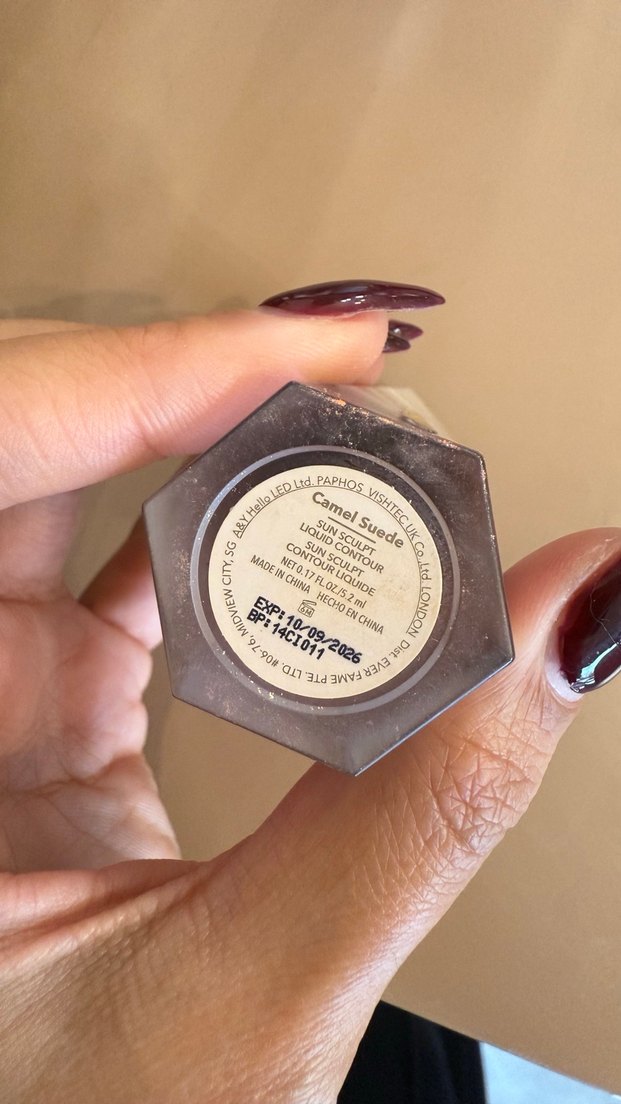 A&Y Hello LED Ltd. PAPHOS VISHTEC UK Co.,Ltd. LONDON Dist. EVER FAME PTE. LTD. #06-76, MIDVIEW CITY, SG
Camel Suede
SUN SCULPT
LIQUID CONTOUR
SUN SCULPT
CONTOUR LIQUIDE
NET 0.17 FL OZ/5.2 ml
MADE IN CHINA HECHO EN CHINA
6M
EXP:10/09/2026
BP:14CI011